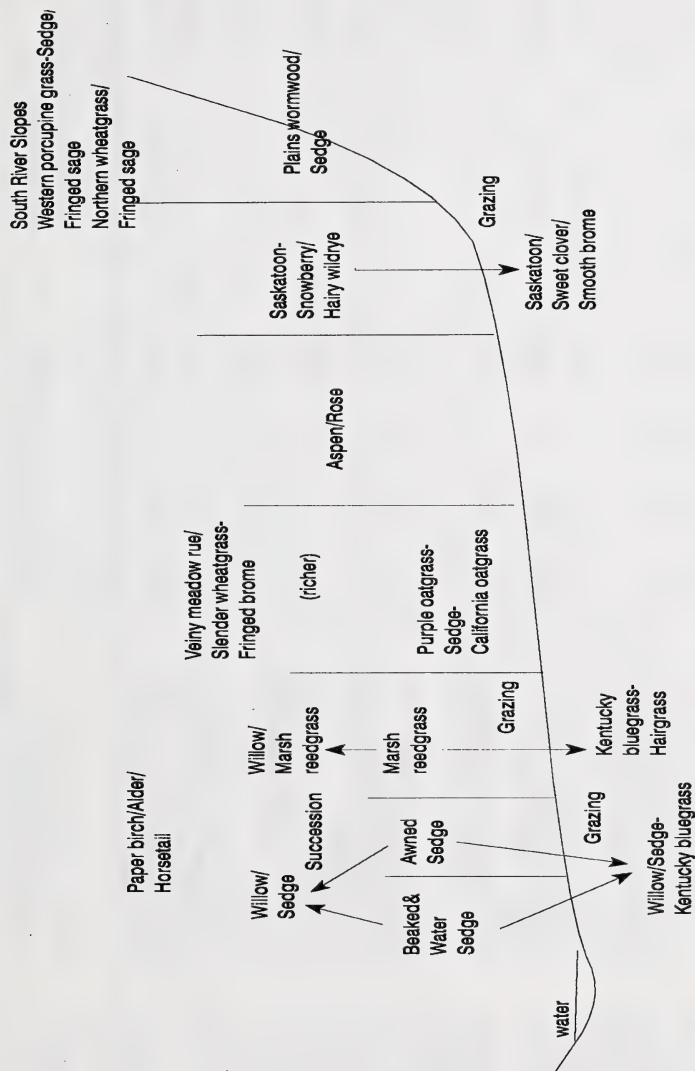 South River Slopes
Western porcupine grass-Sedge/
Fringed sage
Northern wheatgrass/
Fringed sage
Plains wormwood/
Sedge
Grazing
Saskatoon-
Snowberry/
Hairy wildrye
Saskatoon/
Sweet clover/
Smooth brome
Aspen/Rose
Veiny meadow rue/
Slender wheatgrass-
Fringed brome
(richer)
Purple oatgrass-
Sedge-
California oatgrass
Willow/
Marsh
reedgrass
Marsh
reedgrass
Grazing
Kentucky
bluegrass-
Hairgrass
Paper birch/Alder/
Horsetail
Willow/
Sedge
Succession
Awned
Sedge
Beaked&
Water
Sedge
Grazing
Willow/Sedge-
Kentucky bluegrass
water